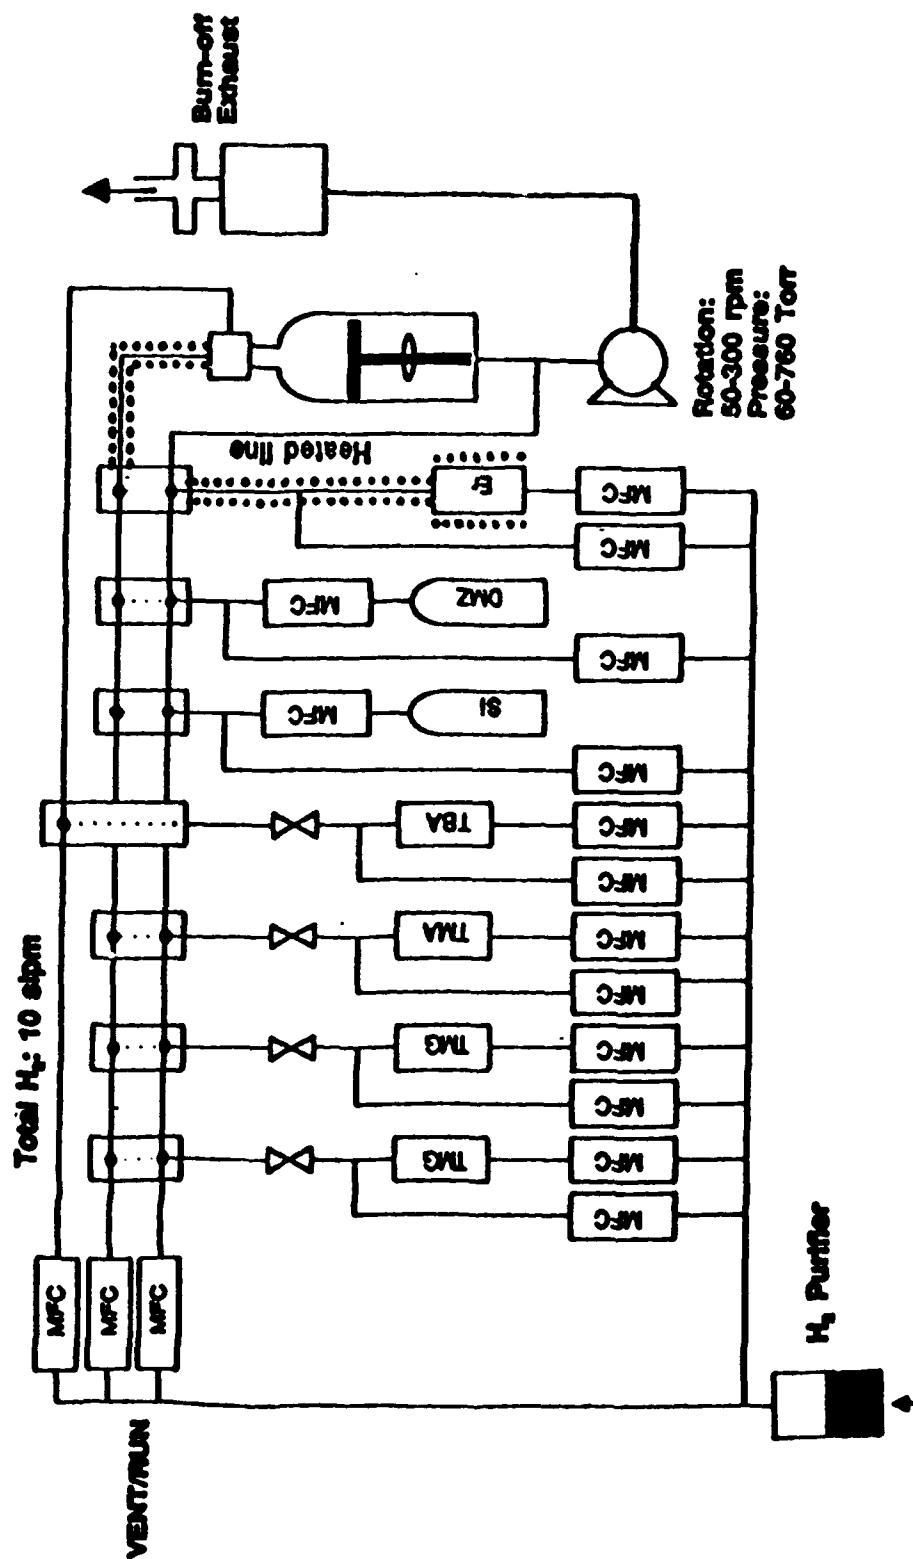 Burn-off
Exhaust
Total H₂: 10 slpm
Heated line
Rotation:
50-300 rpm
Pressure:
60-760 Torr
VENT/RUN
MFC
MFC
MFC
TMG
TMG
TMA
TBA
MFC
Si
MFC
DMZ
Er
MFC
MFC
MFC
MFC
MFC
MFC
MFC
MFC
MFC
MFC
MFC
MFC
H₂ Purifier